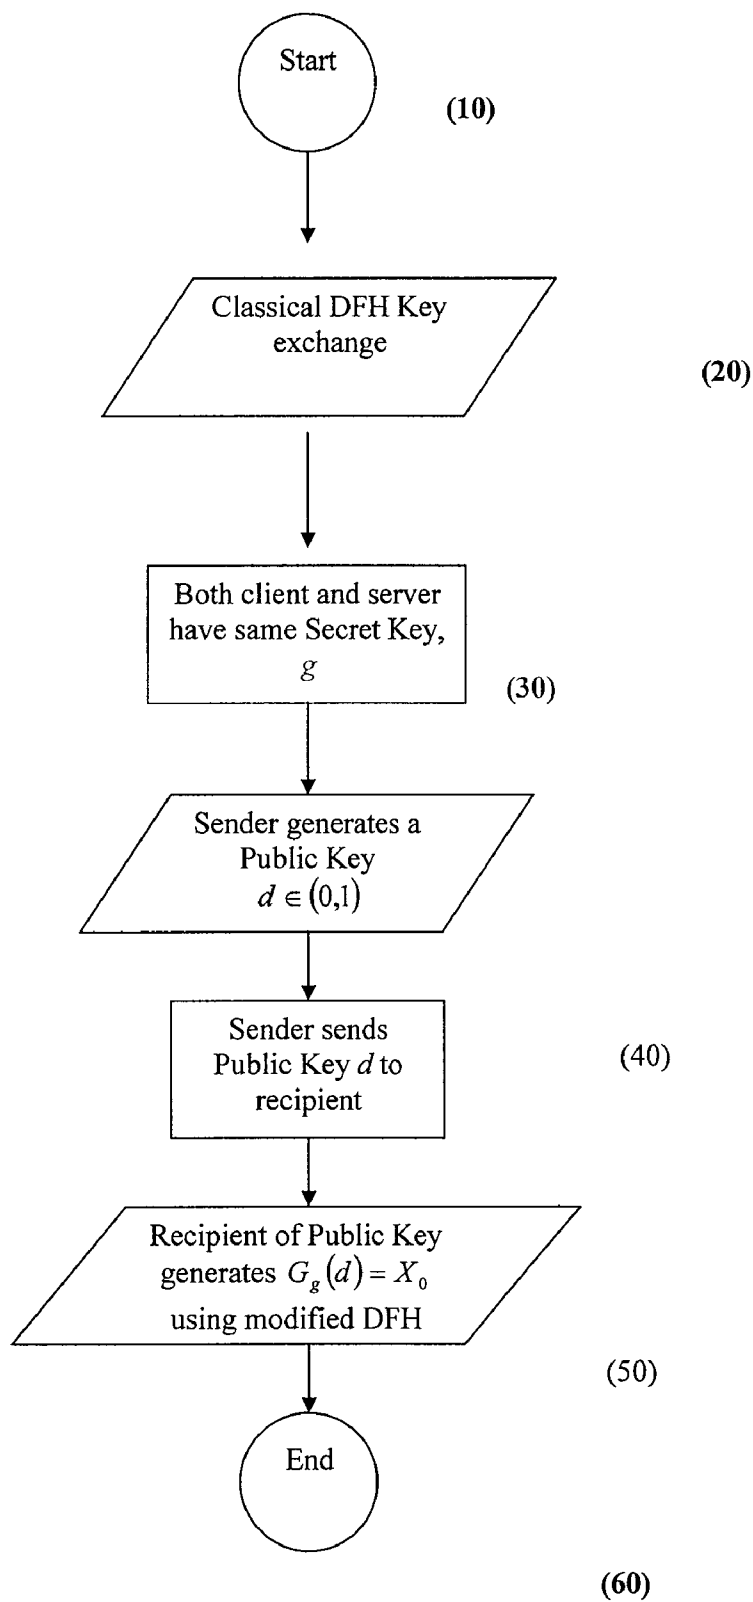 Start
(10)
Classical DFH Key
exchange
(20)
Both client and server
have same Secret Key,
g
(30)
Sender generates a
Public Key
d ∈ (0,1)
Sender sends
Public Key d to
recipient
(40)
Recipient of Public Key
generates G_g(d) = X_0
using modified DFH
(50)
End
(60)